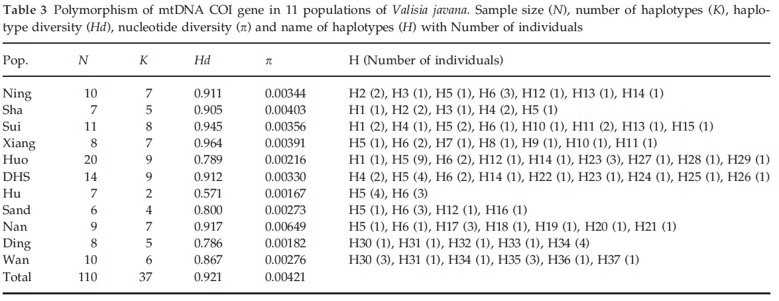 Table 3 Polymorphism of mtDNA COI gene in 11 populations of Valisia javana. Sample size (N), number of haplotypes (K), haplo-
type diversity (Hd), nucleotide diversity (π) and name of haplotypes (H) with Number of individuals
Pop. N K Hd π H (Number of individuals)
Ning 10 7 0.911 0.00344 H2 (2), H3 (1), H5 (1), H6 (3), H12 (1), H13 (1), H14 (1)
Sha 7 5 0.905 0.00403 H1 (1), H2 (2), H3 (1), H4 (2), H5 (1)
Sui 11 8 0.945 0.00356 H1 (2), H4 (1), H5 (2), H6 (1), H10 (1), H11 (2), H13 (1), H15 (1)
Xiang 8 7 0.964 0.00391 H5 (1), H6 (2), H7 (1), H8 (1), H9 (1), H10 (1), H11 (1)
Huo 20 9 0.789 0.00216 H1 (1), H5 (9), H6 (2), H12 (1), H14 (1), H23 (3), H27 (1), H28 (1), H29 (1)
DHS 14 9 0.912 0.00330 H4 (2), H5 (4), H6 (2), H14 (1), H22 (1), H23 (1), H24 (1), H25 (1), H26 (1)
Hu 7 2 0.571 0.00167 H5 (4), H6 (3)
Sand 6 4 0.800 0.00273 H5 (1), H6 (3), H12 (1), H16 (1)
Nan 9 7 0.917 0.00649 H5 (1), H6 (1), H17 (3), H18 (1), H19 (1), H20 (1), H21 (1)
Ding 8 5 0.786 0.00182 H30 (1), H31 (1), H32 (1), H33 (1), H34 (4)
Wan 10 6 0.867 0.00276 H30 (3), H31 (1), H34 (1), H35 (3), H36 (1), H37 (1)
Total 110 37 0.921 0.00421